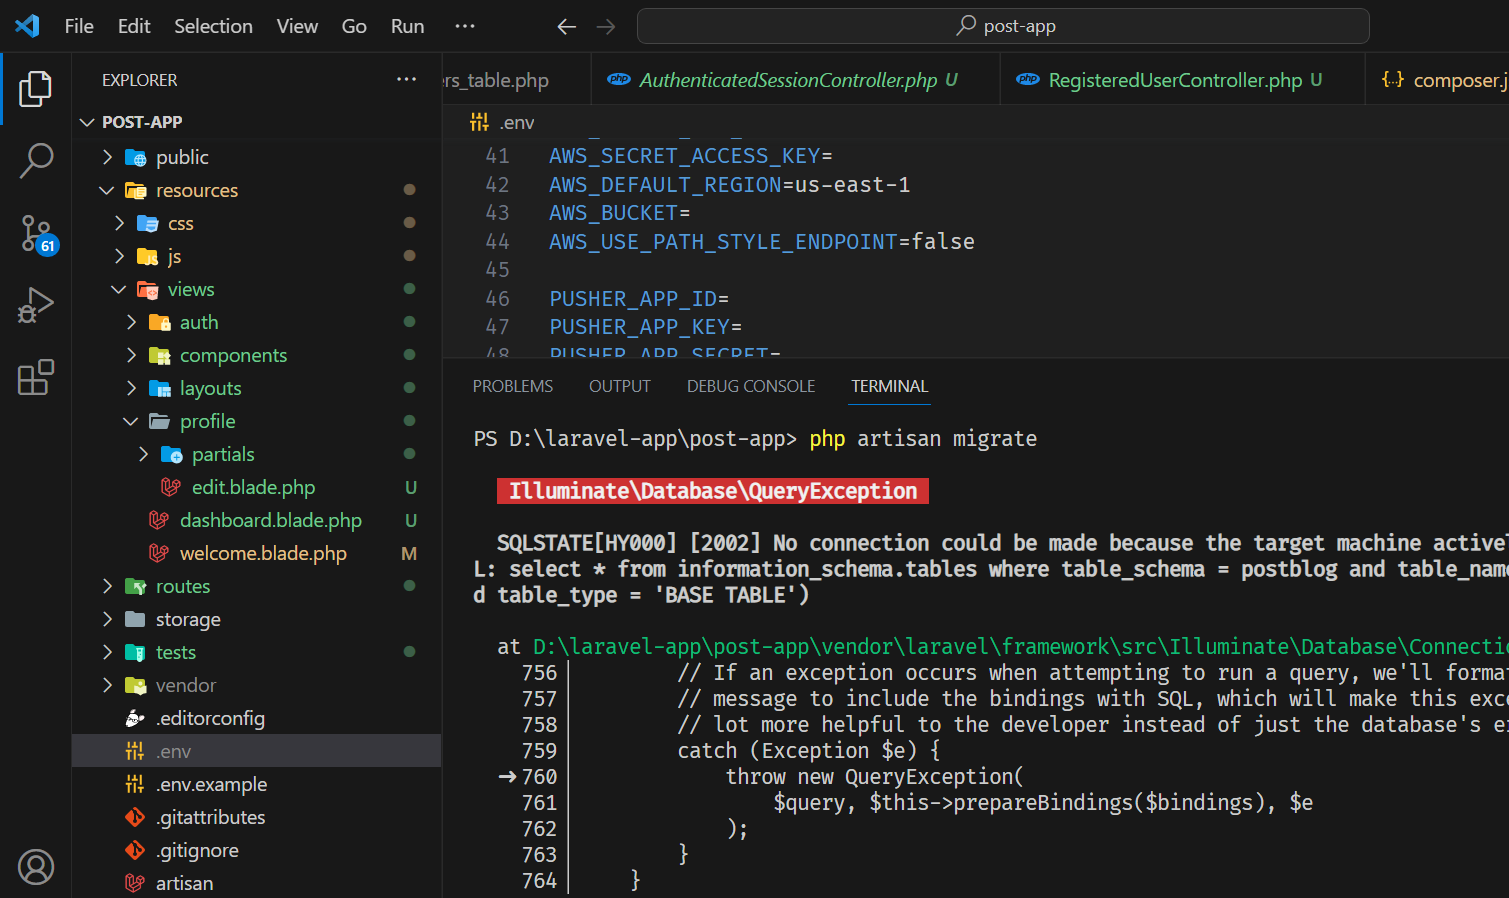 File Edit Selection View Go Run ···
post-app
EXPLORER ···
POST-APP
public
resources
css
js
views
auth
components
layouts
profile
partials
edit.blade.php U
dashboard.blade.php U
welcome.blade.php M
routes
storage
tests
vendor
.editorconfig
.env
.env.example
.gitattributes
.gitignore
artisan
61
ers_table.php
php AuthenticatedSessionController.php U
php RegisteredUserController.php U
{..} composer.j
.env
41 AWS_SECRET_ACCESS_KEY=
42 AWS_DEFAULT_REGION=us-east-1
43 AWS_BUCKET=
44 AWS_USE_PATH_STYLE_ENDPOINT=false
45
46 PUSHER_APP_ID=
47 PUSHER_APP_KEY=
48 PUSHER_APP_SECRET=
PROBLEMS OUTPUT DEBUG CONSOLE TERMINAL
PS D:\laravel-app\post-app> php artisan migrate
Illuminate\Database\QueryException
SQLSTATE[HY000] [2002] No connection could be made because the target machine activel
L: select * from information_schema.tables where table_schema = postblog and table_nam
d table_type = 'BASE TABLE')
at D:\laravel-app\post-app\vendor\laravel\framework\src\Illuminate\Database\Connecti
756 // If an exception occurs when attempting to run a query, we'll forma
757 // message to include the bindings with SQL, which will make this exc
758 // lot more helpful to the developer instead of just the database's e
759 catch (Exception $e) {
➜ 760 throw new QueryException(
761 $query, $this->prepareBindings($bindings), $e
762 );
763 }
764 }